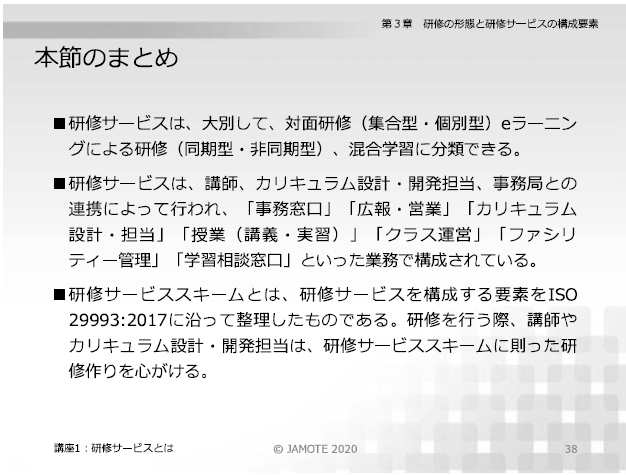 第３章　研修の形態と研修サービスの構成要素
本節のまとめ
■研修サービスは、大別して、対面研修（集合型・個別型）eラーニン
グによる研修（同期型・非同期型）、混合学習に分類できる。
■研修サービスは、講師、カリキュラム設計・開発担当、事務局との
連携によって行われ、「事務窓口」「広報・営業」「カリキュラム
設計・担当」「授業（講義・実習）」「クラス運営」「ファシリ
ティー管理」「学習相談窓口」といった業務で構成されている。
■研修サービススキームとは、研修サービスを構成する要素をISO
29993:2017に沿って整理したものである。研修を行う際、講師や
カリキュラム設計・開発担当は、研修サービススキームに則った研
修作りを心がける。
講座1：研修サービスとは
© JAMOTE 2020
38